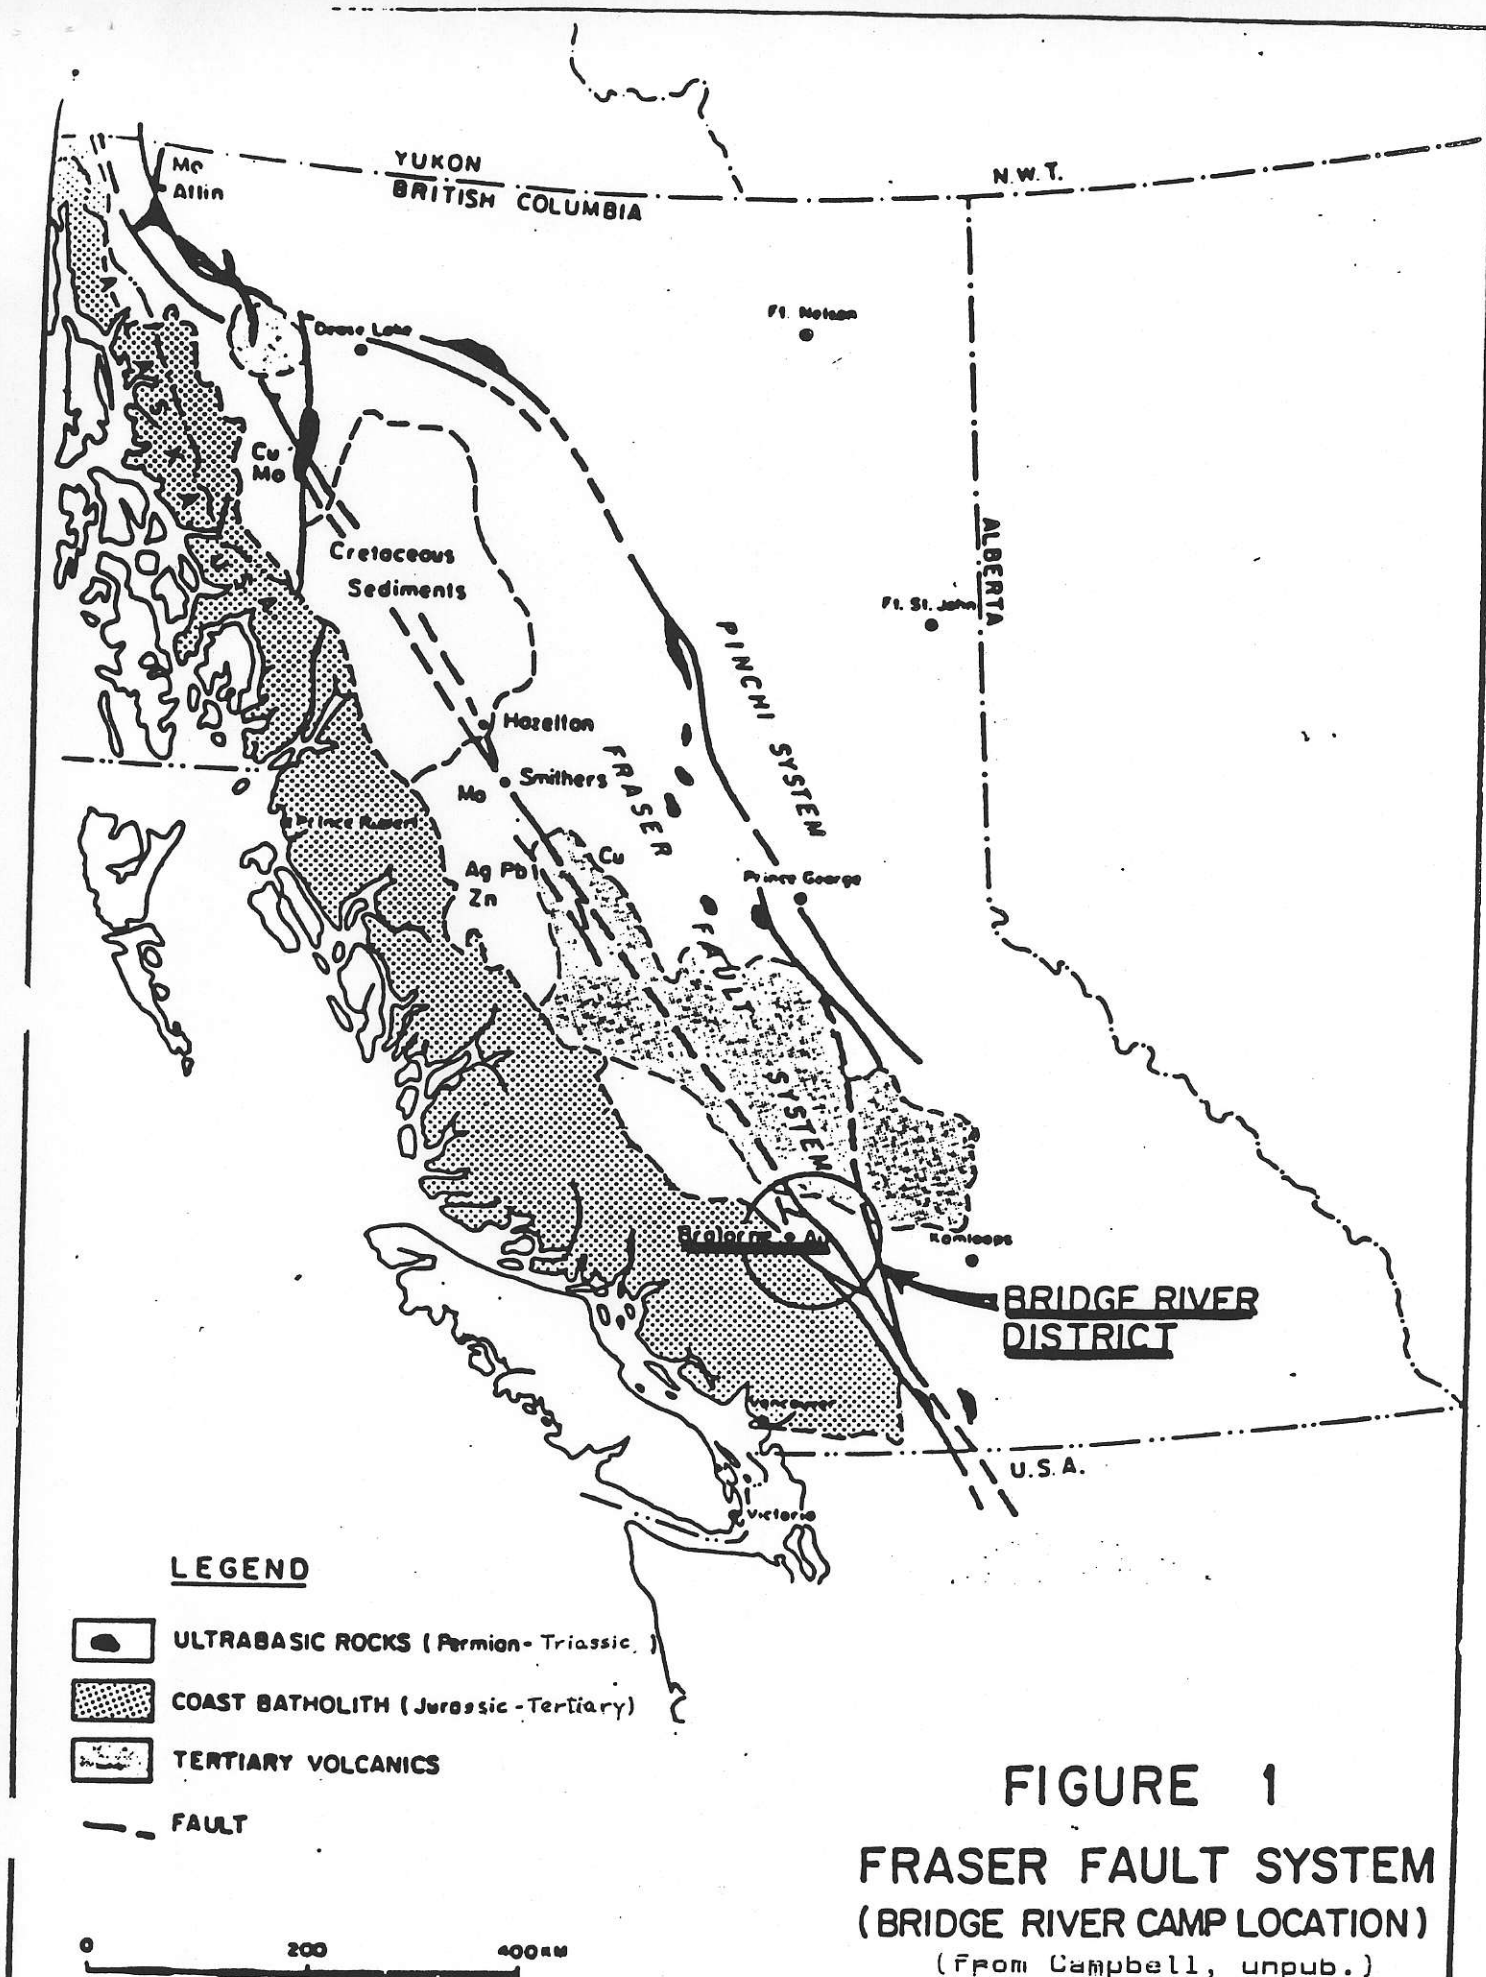 YUKON
BRITISH COLUMBIA
N.W.T.
Mo
Atlin
Ft. Nelson
Dease Lake
Cu
Mo
ALBERTA
Cretaceous
Sediments
Ft. St. John
PINCHI SYSTEM
Hazelton
Smithers
Mo
FRASER FAULT SYSTEM
Prince Rupert
Cu
Ag Pb
Zn
Prince George
Bralorne Au
Kamloops
BRIDGE RIVER
DISTRICT
Vancouver
U.S.A.
Victoria
LEGEND
ULTRABASIC ROCKS (Permian-Triassic)
COAST BATHOLITH (Jurassic-Tertiary)
TERTIARY VOLCANICS
FAULT
0 200 400KM
FIGURE 1
FRASER FAULT SYSTEM
(BRIDGE RIVER CAMP LOCATION)
(from Campbell, unpub.)